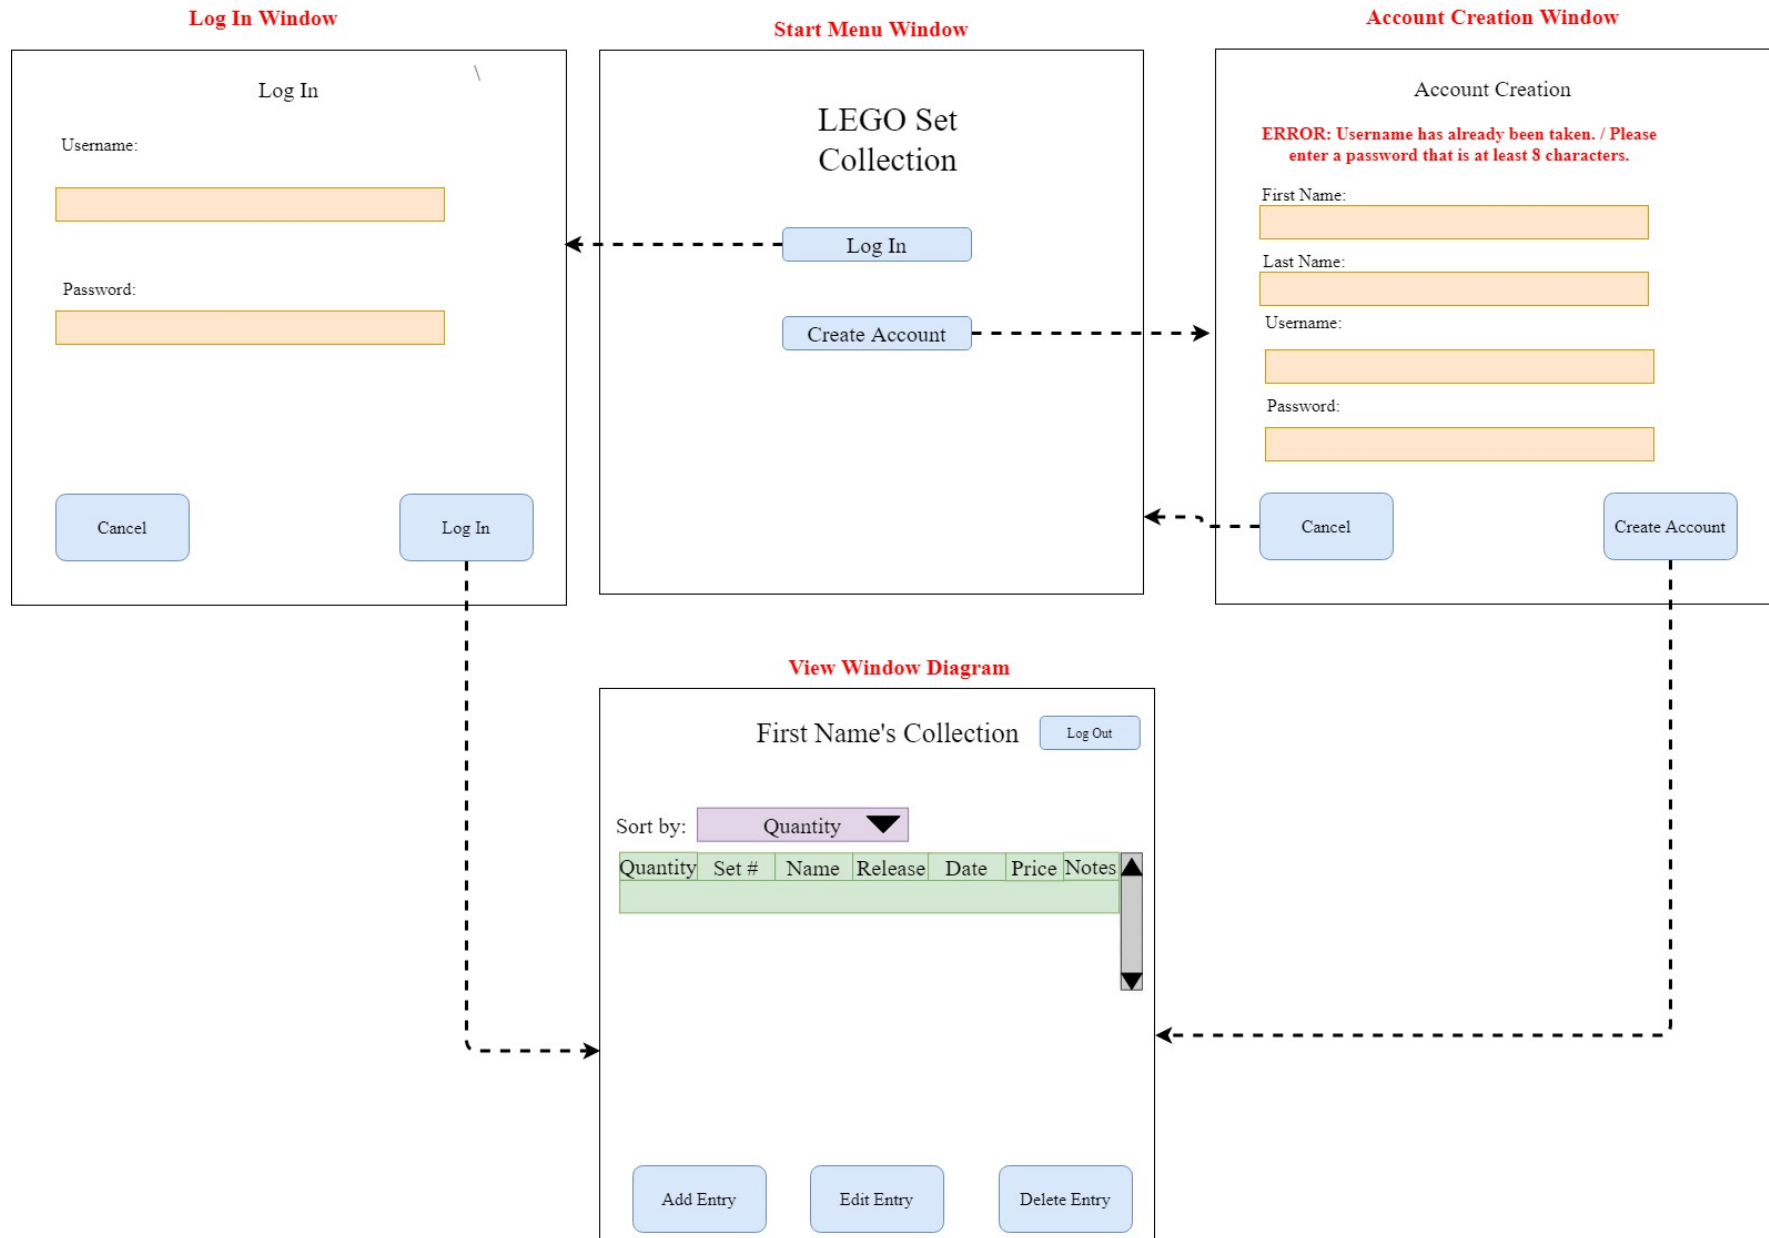 Log In Window
Log In
\
Username:
Password:
Cancel
Log In
Start Menu Window
LEGO Set
Collection
Log In
Create Account
Account Creation Window
Account Creation
ERROR: Username has already been taken. / Please
enter a password that is at least 8 characters.
First Name:
Last Name:
Username:
Password:
Cancel
Create Account
View Window Diagram
First Name's Collection
Log Out
Sort by:
Quantity
Quantity Set # Name Release Date Price Notes
Add Entry
Edit Entry
Delete Entry